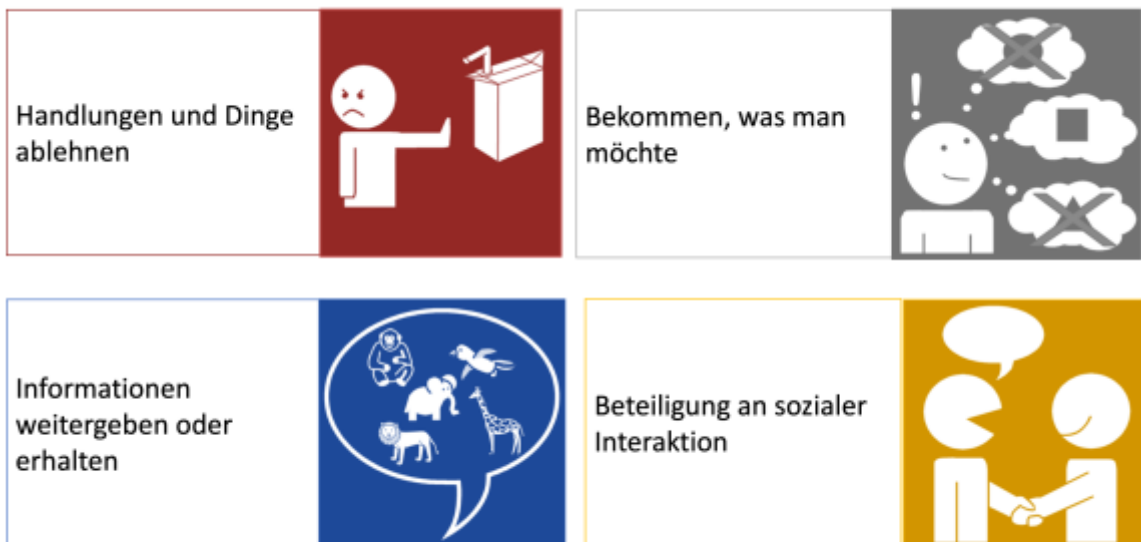 Handlungen und Dinge
ablehnen
Bekommen, was man
möchte
Informationen
weitergeben oder
erhalten
Beteiligung an sozialer
Interaktion